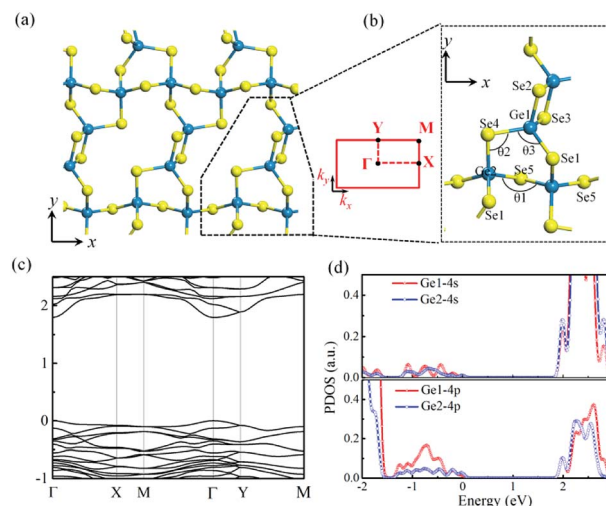 (a)
y
x
Y
M
Γ
X
k_y
k_x
(b)
y
x
Se2
Ge1
Se4
Se3
θ2
θ3
Se1
Ge2
Se5
θ1
Se5
Se1
(c)
2
1
0
-1
Γ
X
M
Γ
Y
M
(d)
PDOS (a.u.)
0.4
0.2
0.0
Ge1-4s
Ge2-4s
0.4
0.2
0.0
Ge1-4p
Ge2-4p
-2
-1
0
1
2
Energy (eV)